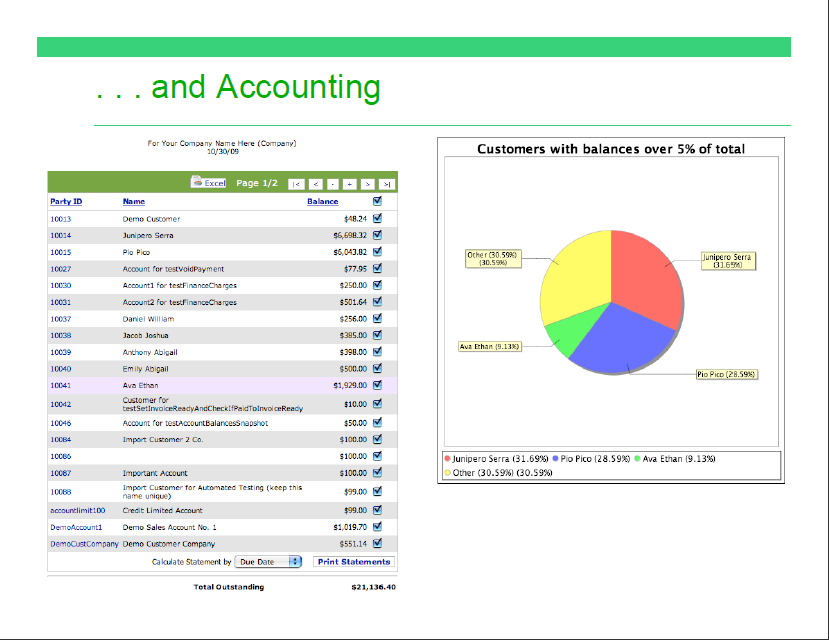 . . . and Accounting
For Your Company Name Here (Company)
10/30/09
Excel Page 1/2 |< < - + > >|
Party ID Name Balance
10013 Demo Customer $48.24
10014 Junipero Serra $6,698.32
10015 Pio Pico $6,043.82
10027 Account for testVoidPayment $77.95
10030 Account1 for testFinanceCharges $250.00
10031 Account2 for testFinanceCharges $501.64
10037 Daniel William $256.00
10038 Jacob Joshua $385.00
10039 Anthony Abigail $398.00
10040 Emily Abigail $500.00
10041 Ava Ethan $1,929.00
10042 Customer for
testSetInvoiceReadyAndCheckIfPaidToInvoiceReady $10.00
10046 Account for testAccountBalancesSnapshot $50.00
10084 Import Customer 2 Co. $100.00
10086 $100.00
10087 Important Account $100.00
10088 Import Customer for Automated Testing (keep this
name unique) $99.00
accountlimit100 Credit Limited Account $99.00
DemoAccount1 Demo Sales Account No. 1 $1,019.70
DemoCustCompany Demo Customer Company $551.14
Calculate Statement by Due Date Print Statements
Total Outstanding $21,136.40
Customers with balances over 5% of total
Other (30.59%)
(30.59%)
Junipero Serra
(31.69%)
Ava Ethan (9.13%)
Pio Pico (28.59%)
Junipero Serra (31.69%) Pio Pico (28.59%) Ava Ethan (9.13%)
Other (30.59%) (30.59%)